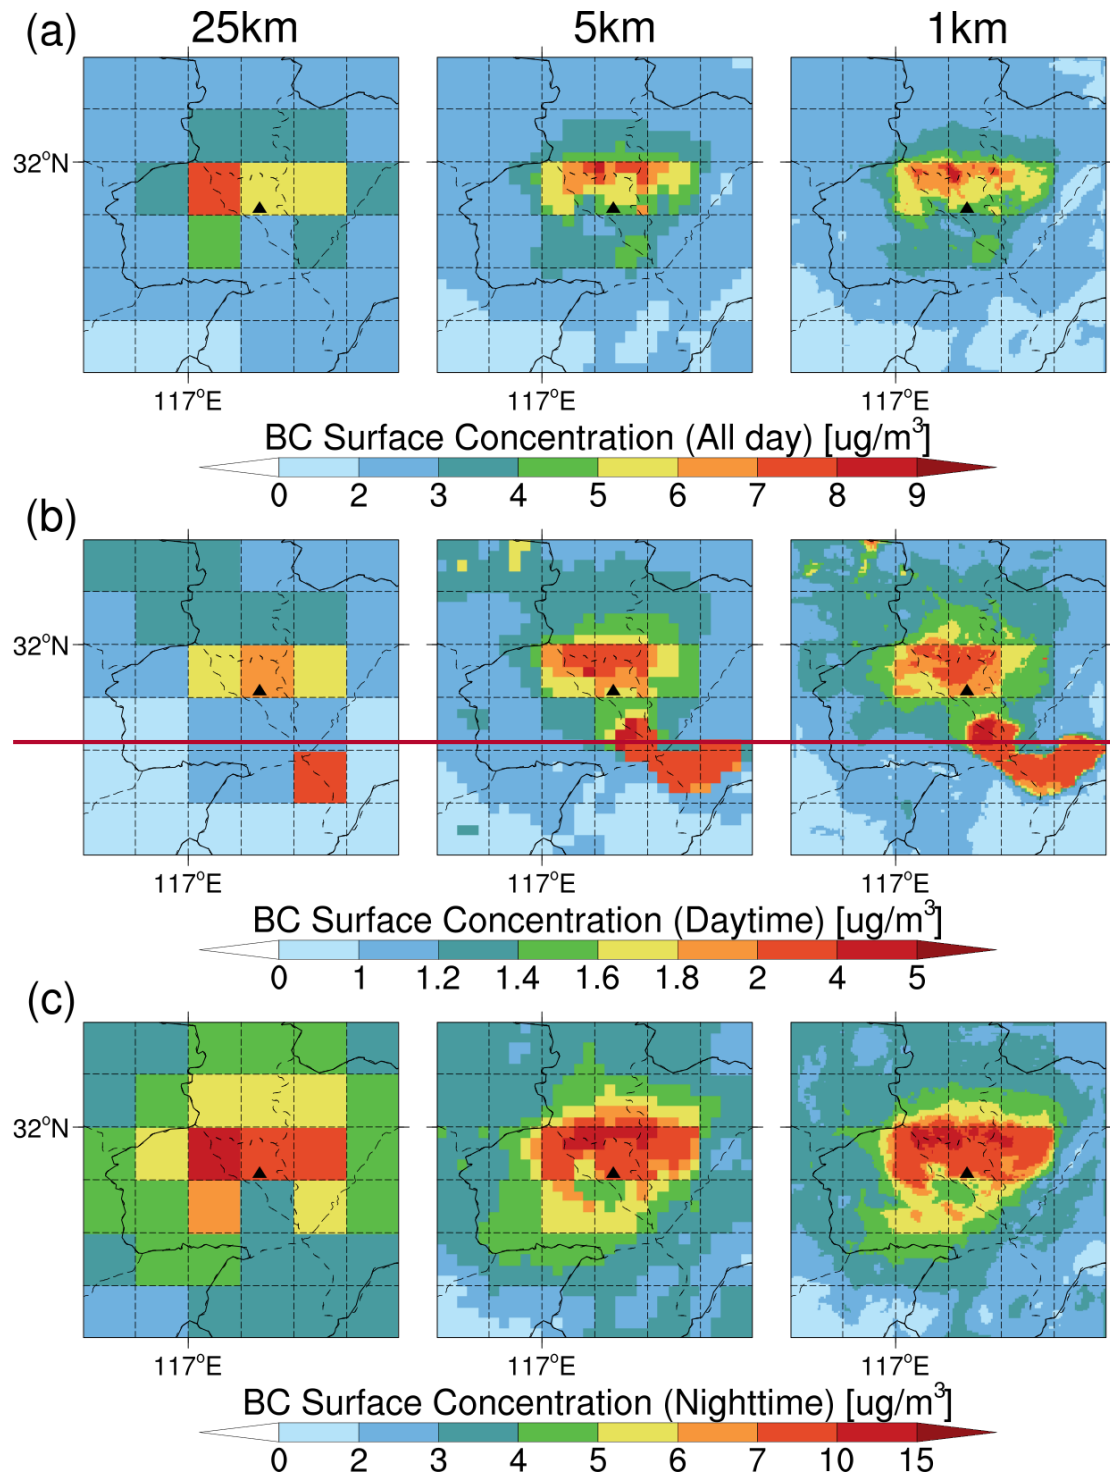 (a) 25km 5km 1km
32°N
117°E 117°E 117°E
BC Surface Concentration (All day) [ug/m³]
0 2 3 4 5 6 7 8 9
(b)
32°N
117°E 117°E 117°E
BC Surface Concentration (Daytime) [ug/m³]
0 1 1.2 1.4 1.6 1.8 2 4 5
(c)
32°N
117°E 117°E 117°E
BC Surface Concentration (Nighttime) [ug/m³]
0 2 3 4 5 6 7 10 15